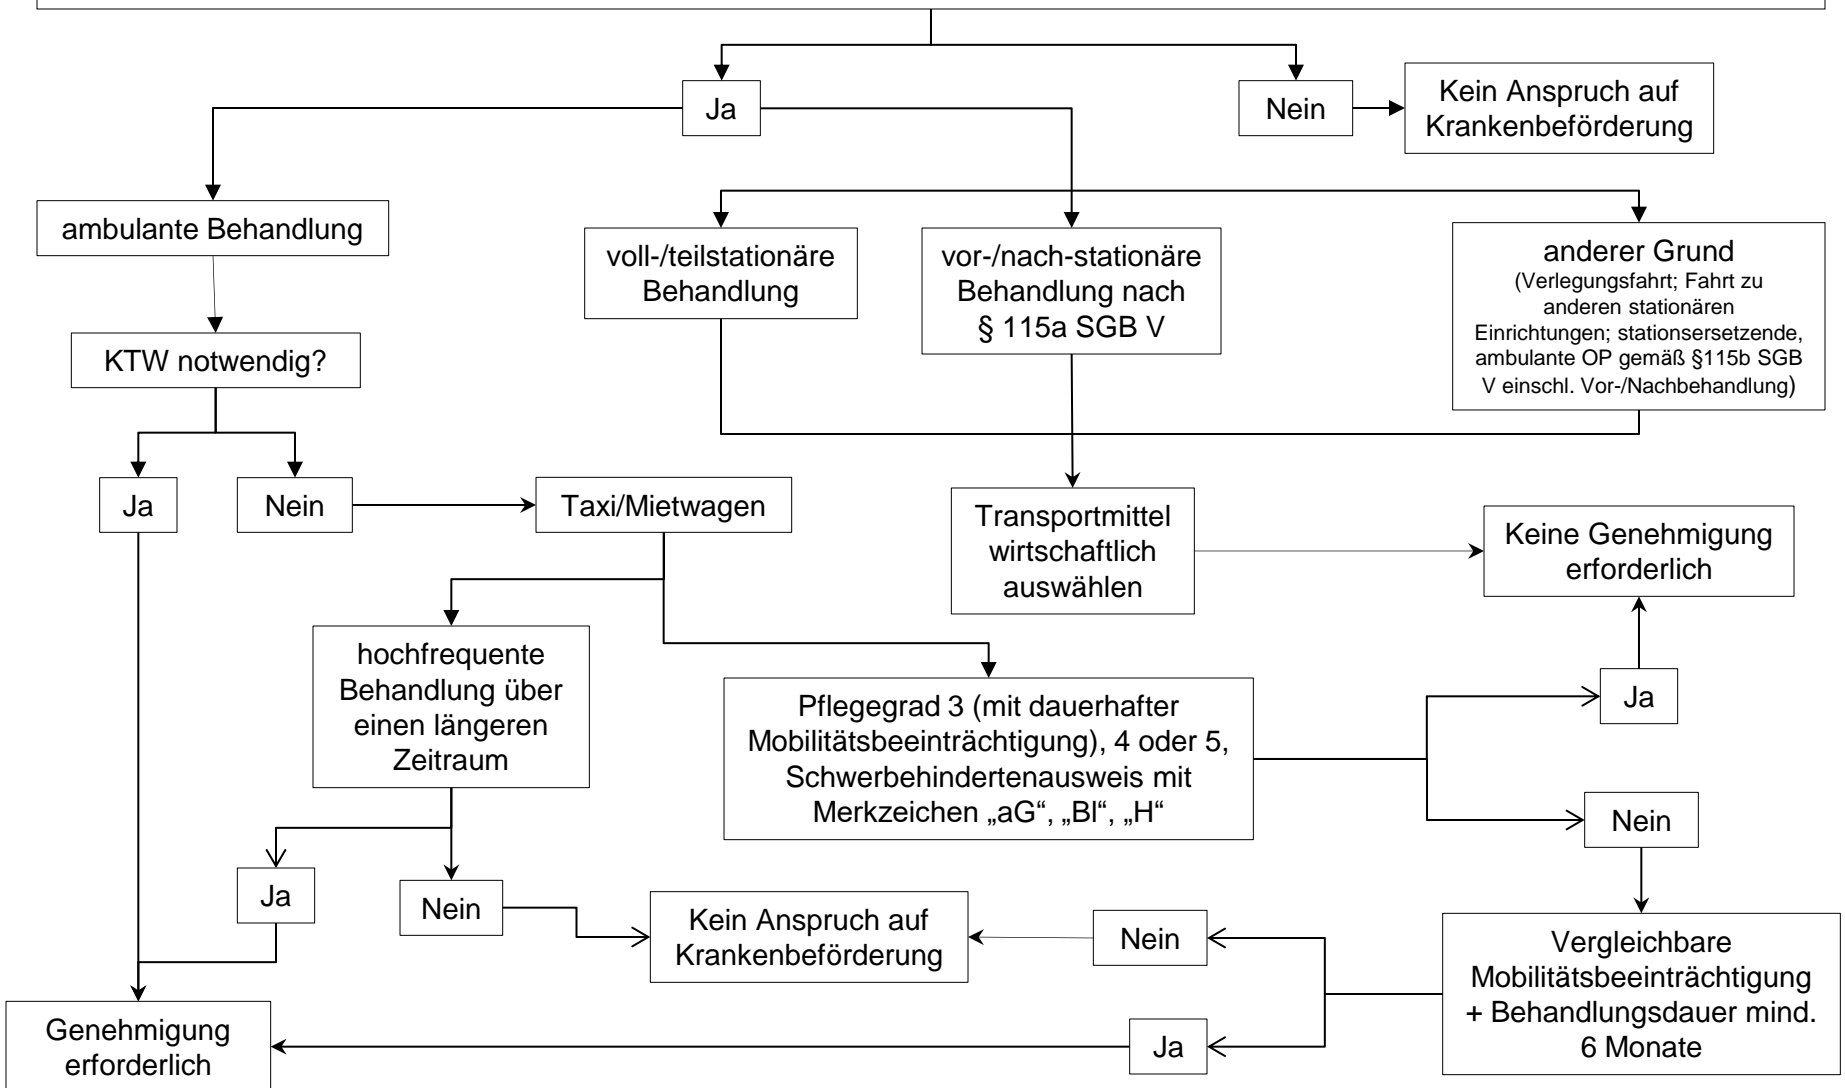 Ja
Nein
Kein Anspruch auf
Krankenbeförderung
ambulante Behandlung
voll-/teilstationäre
Behandlung
vor-/nach-stationäre
Behandlung nach
§ 115a SGB V
anderer Grund
(Verlegungsfahrt; Fahrt zu
anderen stationären
Einrichtungen; stationsersetzende,
ambulante OP gemäß §115b SGB
V einschl. Vor-/Nachbehandlung)
KTW notwendig?
Ja
Nein
Taxi/Mietwagen
Transportmittel
wirtschaftlich
auswählen
Keine Genehmigung
erforderlich
hochfrequente
Behandlung über
einen längeren
Zeitraum
Pflegegrad 3 (mit dauerhafter
Mobilitätsbeeinträchtigung), 4 oder 5,
Schwerbehindertenausweis mit
Merkzeichen „aG“, „Bl“, „H“
Ja
Nein
Ja
Nein
Kein Anspruch auf
Krankenbeförderung
Nein
Vergleichbare
Mobilitätsbeeinträchtigung
+ Behandlungsdauer mind.
6 Monate
Genehmigung
erforderlich
Ja